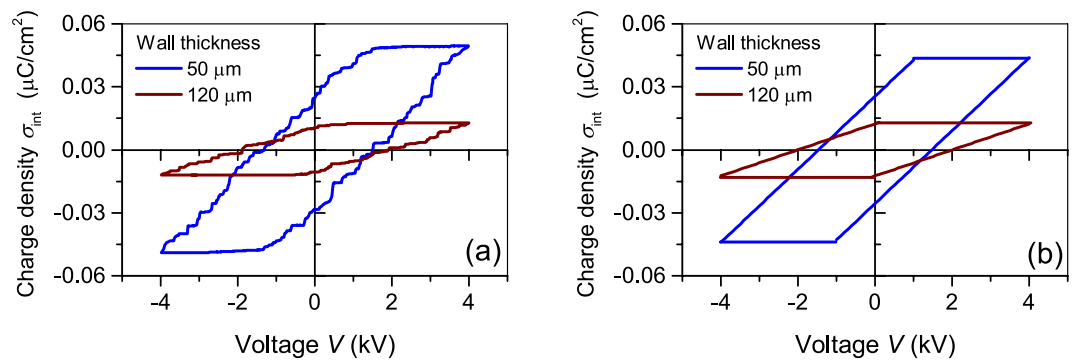 Charge density σint (μC/cm²)
0.06
0.03
0.00
-0.03
-0.06
Wall thickness
50 μm
120 μm
(a)
-4 -2 0 2 4
Voltage V (kV)
Charge density σint (μC/cm²)
0.06
0.03
0.00
-0.03
-0.06
Wall thickness
50 μm
120 μm
(b)
-4 -2 0 2 4
Voltage V (kV)